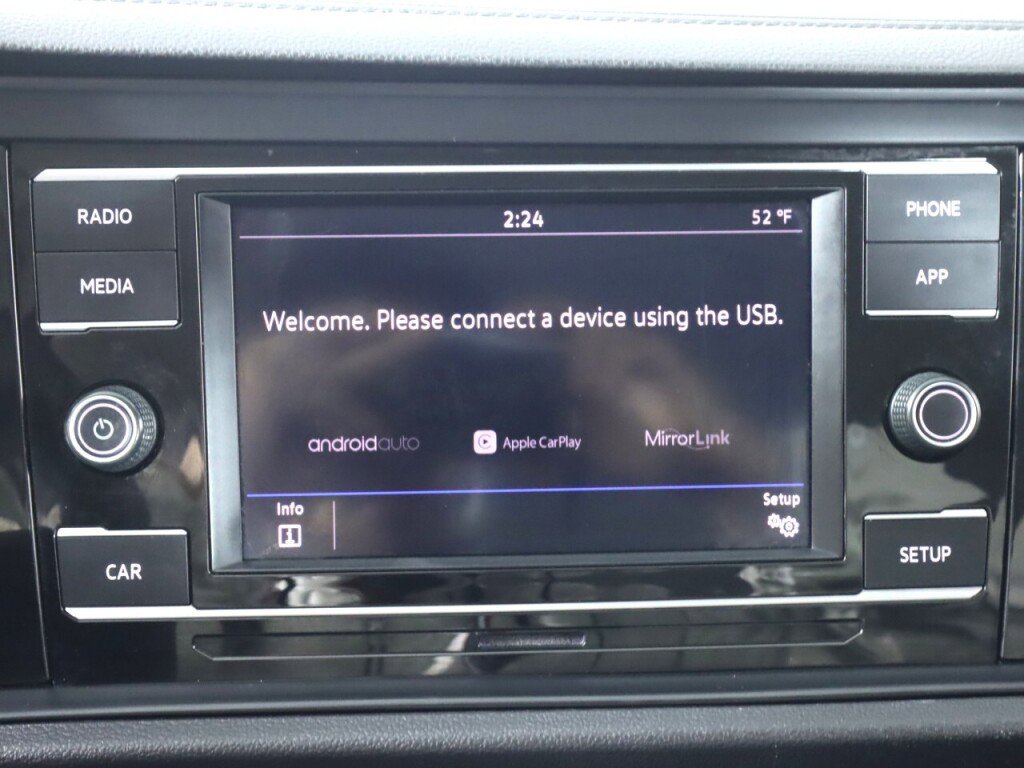 RADIO
MEDIA
2:24
52 °F
PHONE
APP
Welcome. Please connect a device using the USB.
androidauto
Apple CarPlay
MirrorLink
Info
i
Setup
CAR
SETUP